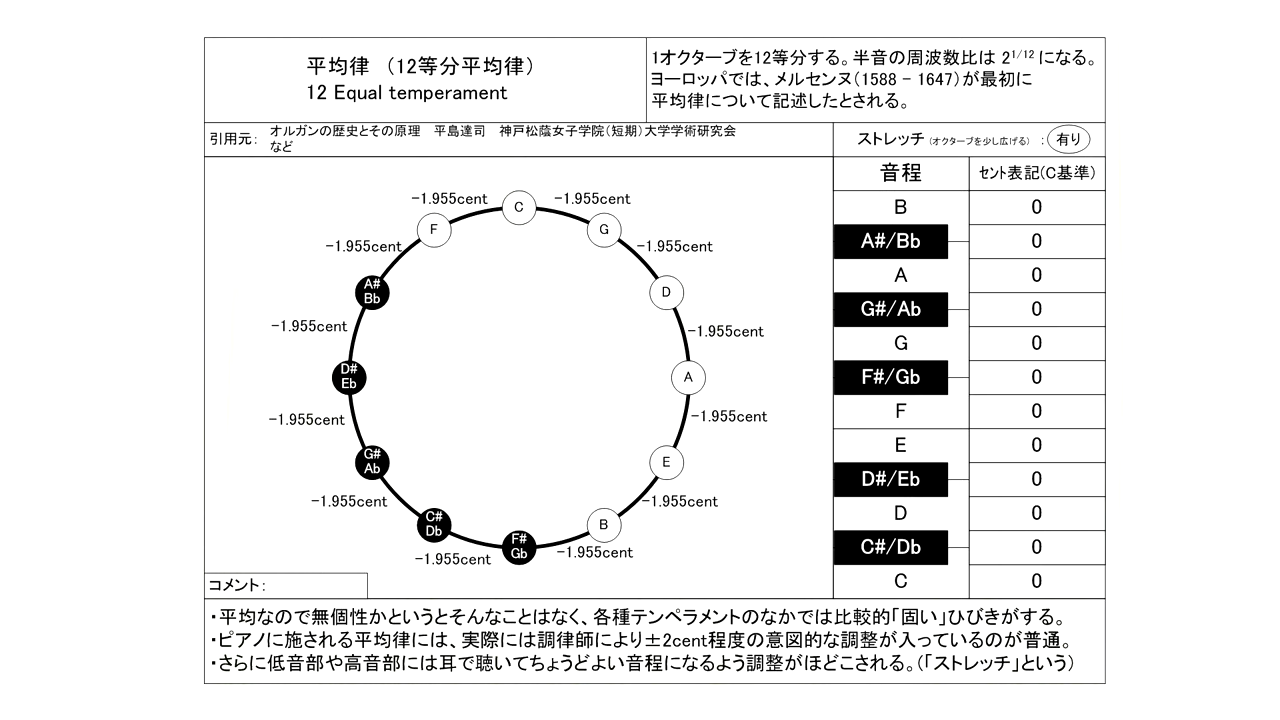 平均律 （12等分平均律）
12 Equal temperament
1オクターブを12等分する。半音の周波数比は 2^1/12 になる。
ヨーロッパでは、メルセンヌ（1588 - 1647）が最初に
平均律について記述したとされる。
引用元： オルガンの歴史とその原理 平島達司 神戸松蔭女子学院（短期）大学学術研究会
など
ストレッチ （オクターブを少し広げる） ： 有り
音程 セント表記（C基準）
B 0
A#/Bb 0
A 0
G#/Ab 0
G 0
F#/Gb 0
F 0
E 0
D#/Eb 0
D 0
C#/Db 0
C 0
-1.955cent
-1.955cent
C
F
G
-1.955cent
-1.955cent
A#
Bb
D
-1.955cent
-1.955cent
D#
Eb
A
-1.955cent
-1.955cent
G#
Ab
E
-1.955cent
-1.955cent
C#
Db
B
F#
Gb
-1.955cent
-1.955cent
コメント：
・平均なので無個性かというとそんなことはなく、各種テンペラメントのなかでは比較的「固い」ひびきがする。
・ピアノに施される平均律には、実際には調律師により±2cent程度の意図的な調整が入っているのが普通。
・さらに低音部や高音部には耳で聴いてちょうどよい音程になるよう調整がほどこされる。（「ストレッチ」という）